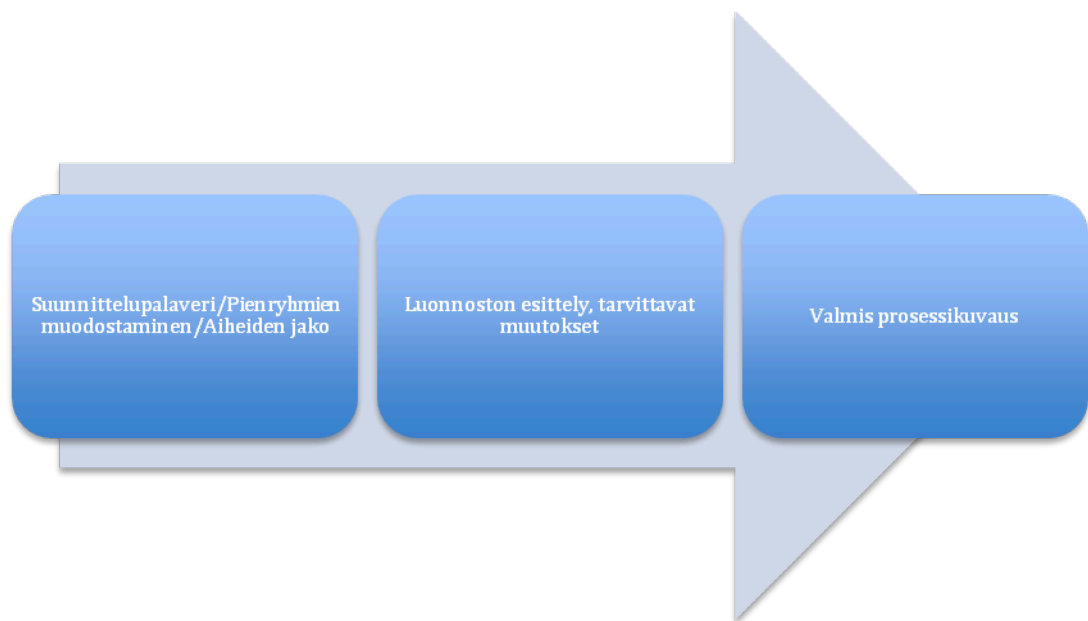 Suunnittelupalaveri/Pienryhmien
muodostaminen/Aiheiden jako
Luonnoston esittely, tarvittavat
muutokset
Valmis prosessikuvaus